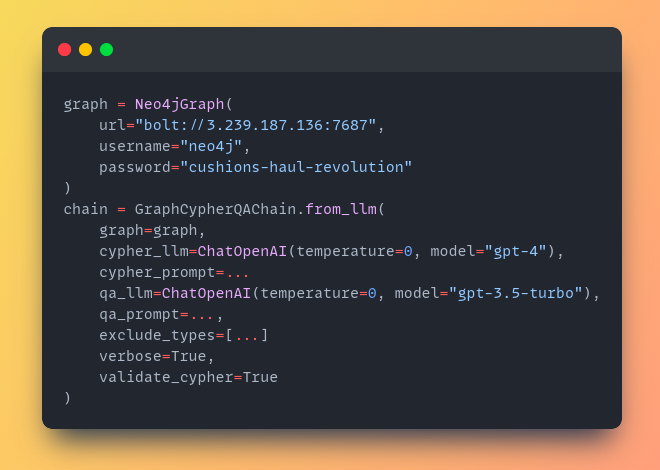 graph = Neo4jGraph(
    url="bolt://3.239.187.136:7687",
    username="neo4j",
    password="cushions-haul-revolution"
)
chain = GraphCypherQAChain.from_llm(
    graph=graph,
    cypher_llm=ChatOpenAI(temperature=0, model="gpt-4"),
    cypher_prompt=...
    qa_llm=ChatOpenAI(temperature=0, model="gpt-3.5-turbo"),
    qa_prompt=...,
    exclude_types=[...]
    verbose=True,
    validate_cypher=True
)